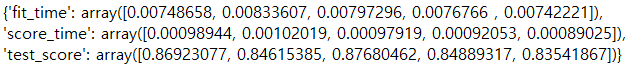 {'fit_time': array([0.00748658, 0.00833607, 0.00797296, 0.0076766 , 0.00742221]),
'score_time': array([0.00098944, 0.00102019, 0.00097919, 0.00092053, 0.00089025]),
'test_score': array([0.86923077, 0.84615385, 0.87680462, 0.84889317, 0.83541867])}